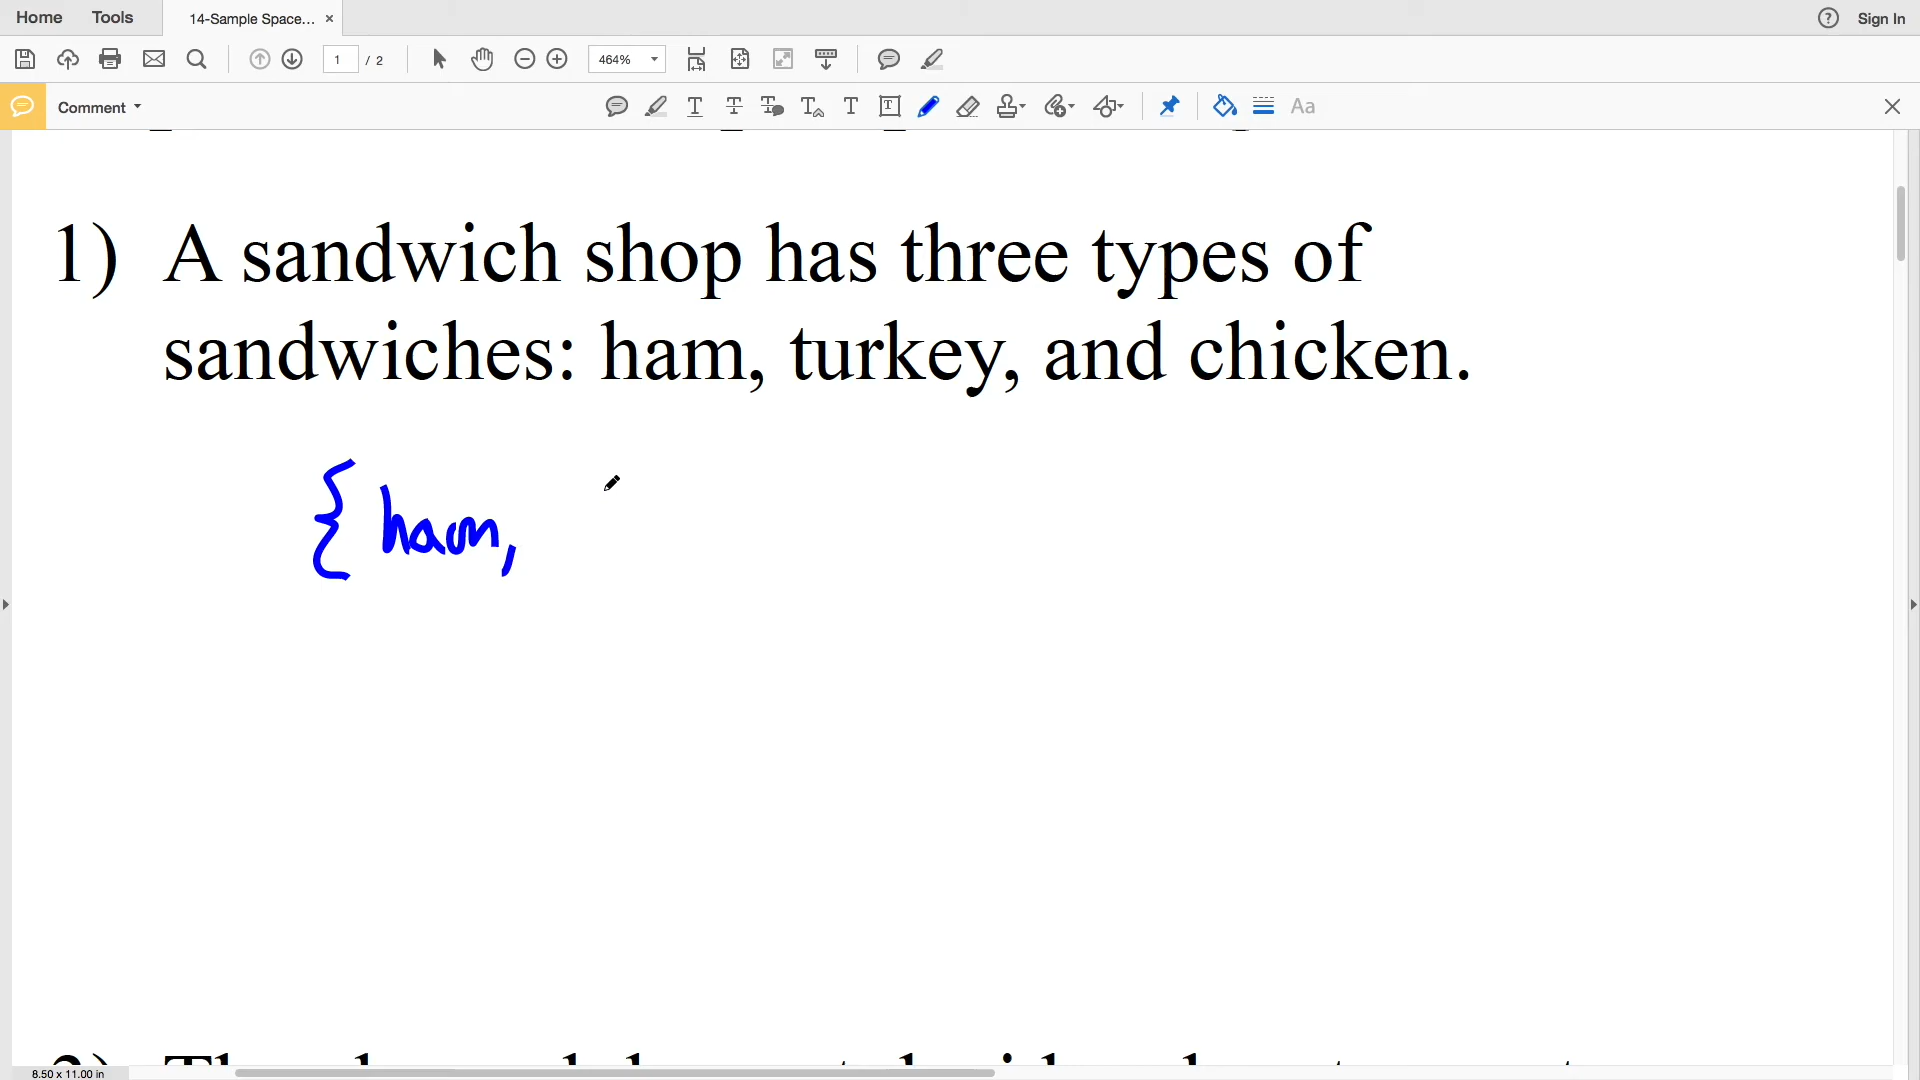 Home Tools 14-Sample Space... × ? Sign In
1 / 2 464%
Comment Aa
1) A sandwich shop has three types of
sandwiches: ham, turkey, and chicken.
{ ham,
8.50 x 11.00 in